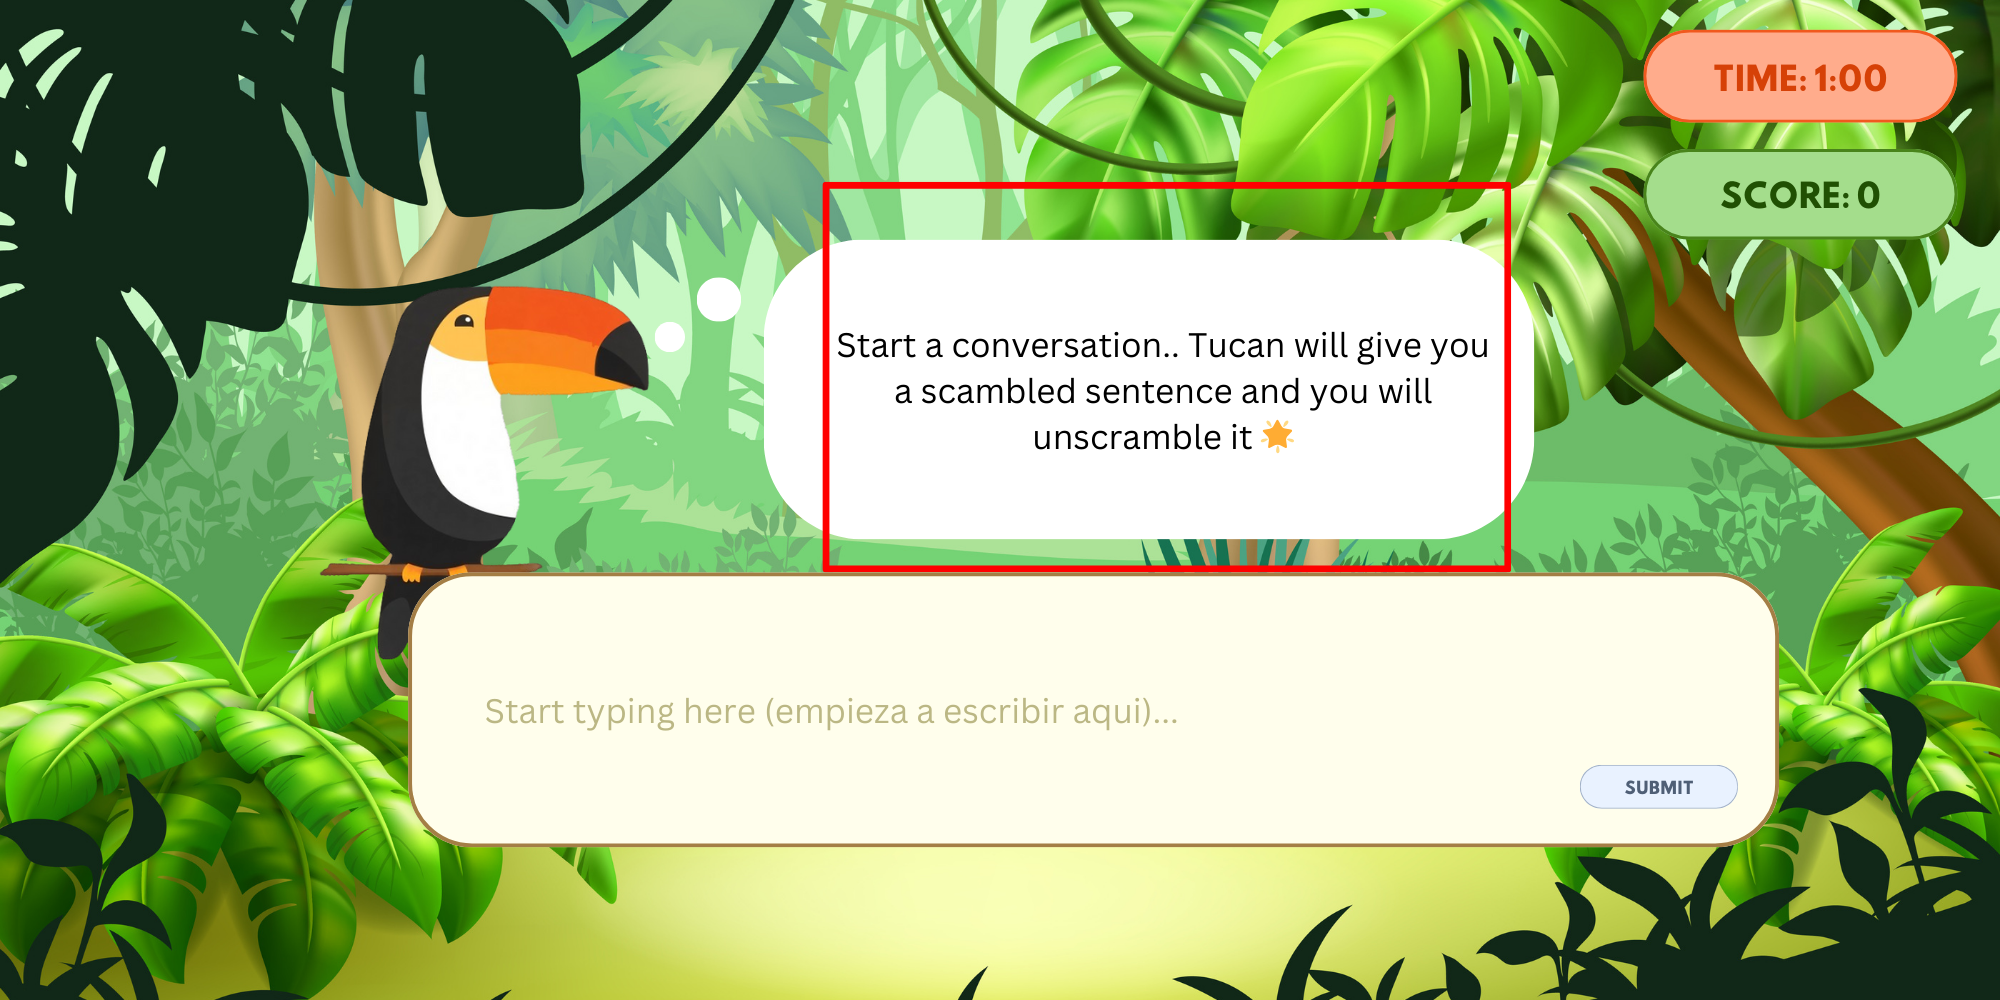 TIME: 1:00
SCORE: 0
Start a conversation.. Tucan will give you
a scambled sentence and you will
unscramble it 🌟
Start typing here (empieza a escribir aqui)...
SUBMIT